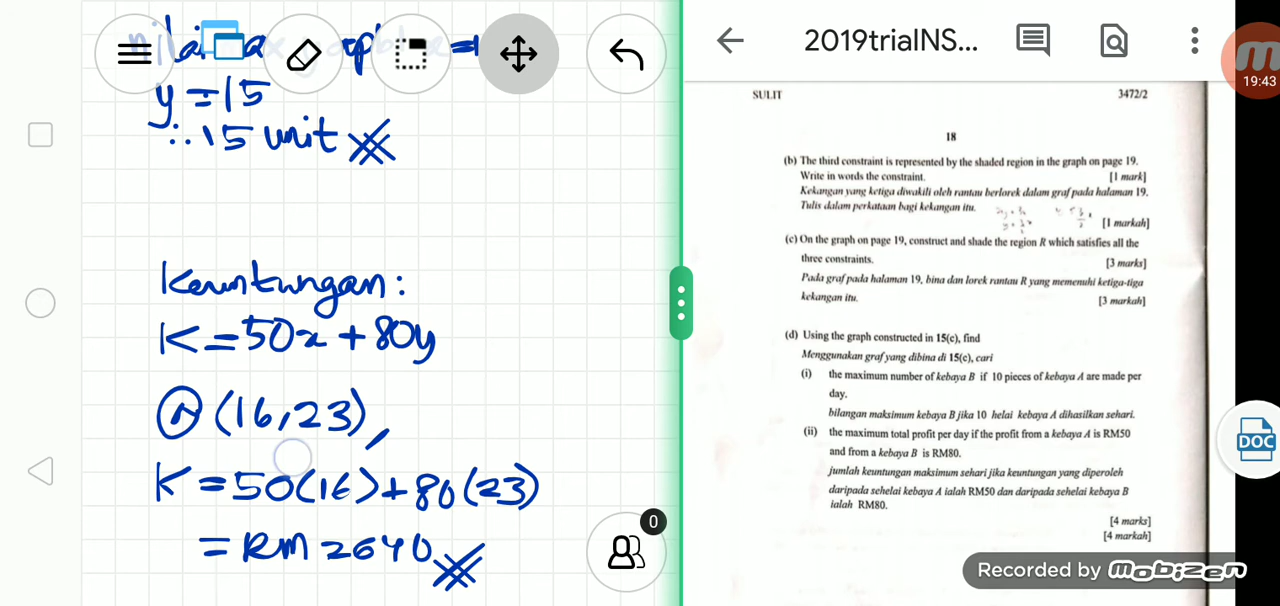 y = 15
∴ 15 unit
Keuntungan:
K = 50x + 80y
@ (16, 23),
K = 50(16) + 80(23)
= RM 2640
0
2019trialNS...
19:43
SULIT
3472/2
18
(b) The third constraint is represented by the shaded region in the graph on page 19.
Write in words the constraint. [1 mark]
Kekangan yang ketiga diwakili oleh rantau berlorek dalam graf pada halaman 19.
Tulis dalam perkataan bagi kekangan itu.
[1 markah]
(c) On the graph on page 19, construct and shade the region R which satisfies all the
three constraints. [3 marks]
Pada graf pada halaman 19, bina dan lorek rantau R yang memenuhi ketiga-tiga
kekangan itu. [3 markah]
(d) Using the graph constructed in 15(c), find
Menggunakan graf yang dibina di 15(c), cari
(i) the maximum number of kebaya B if 10 pieces of kebaya A are made per
day.
bilangan maksimum kebaya B jika 10 helai kebaya A dihasilkan sehari.
(ii) the maximum total profit per day if the profit from a kebaya A is RM50
and from a kebaya B is RM80.
jumlah keuntungan maksimum sehari jika keuntungan yang diperoleh
daripada sehelai kebaya A ialah RM50 dan daripada sehelai kebaya B
ialah RM80.
[4 marks]
[4 markah]
DOC
Recorded by mobizen